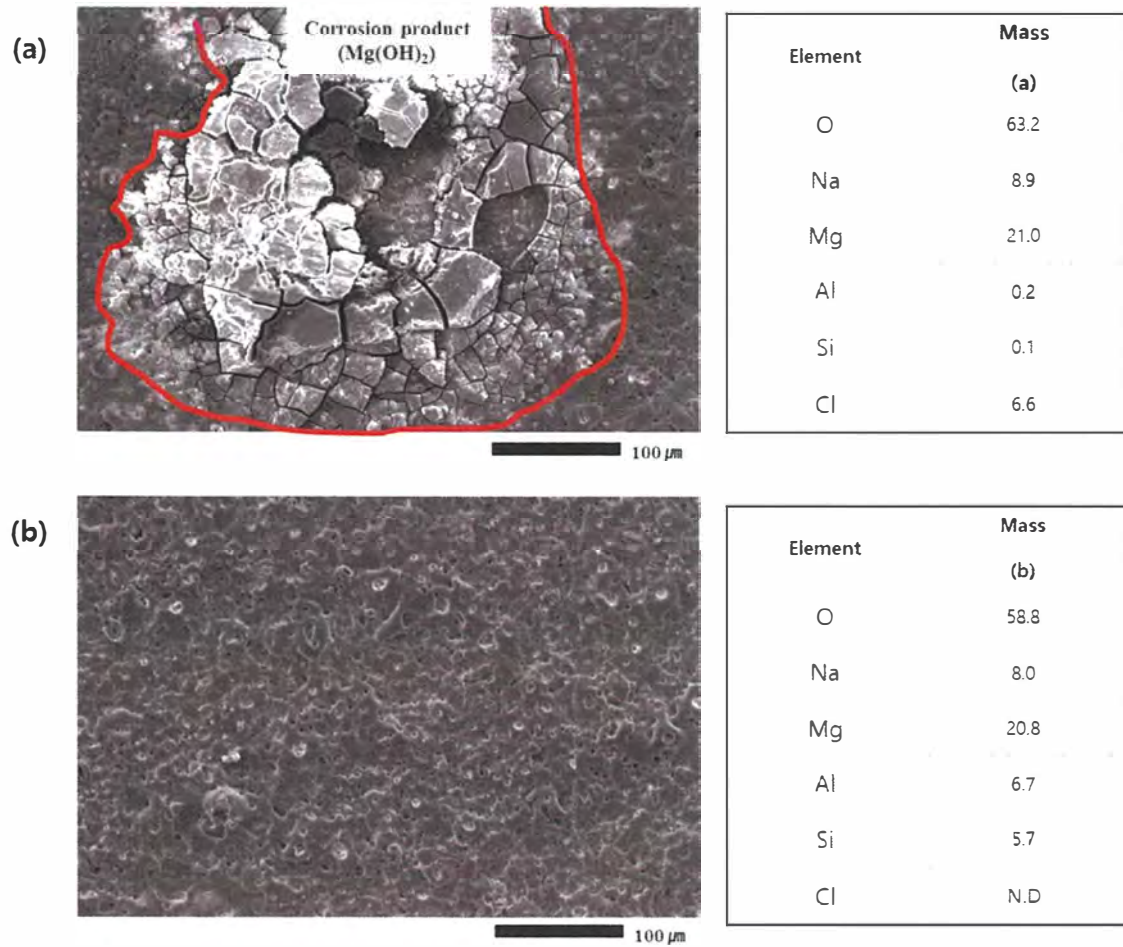 (a)
Corrosion product
(Mg(OH)₂)
100 ㎛
Element Mass
(a)
O 63.2
Na 8.9
Mg 21.0
Al 0.2
Si 0.1
Cl 6.6
(b)
100 ㎛
Element Mass
(b)
O 58.8
Na 8.0
Mg 20.8
Al 6.7
Si 5.7
Cl N.D